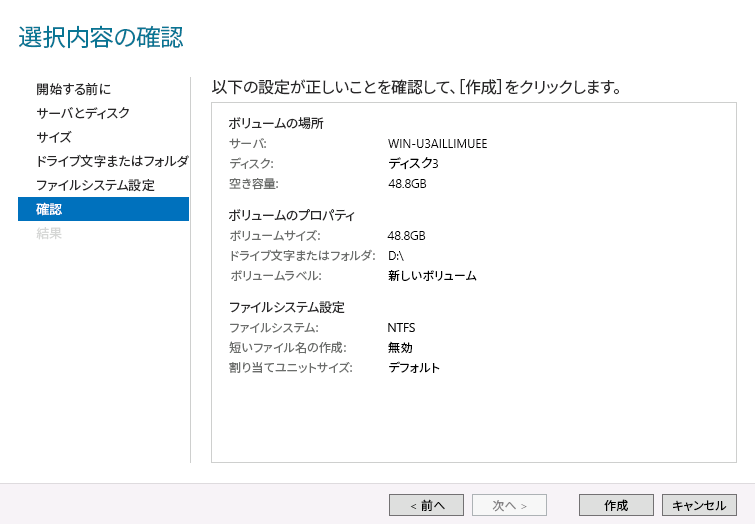 選択内容の確認
開始する前に
サーバとディスク
サイズ
ドライブ文字またはフォルダ
ファイルシステム設定
確認
結果
以下の設定が正しいことを確認して、[作成]をクリックします。
ボリュームの場所
サーバ: WIN-U3AILLIMUEE
ディスク: ディスク3
空き容量: 48.8GB
ボリュームのプロパティ
ボリュームサイズ: 48.8GB
ドライブ文字またはフォルダ: D:\
ボリュームラベル: 新しいボリューム
ファイルシステム設定
ファイルシステム: NTFS
短いファイル名の作成: 無効
割り当てユニットサイズ: デフォルト
< 前へ 次へ > 作成 キャンセル